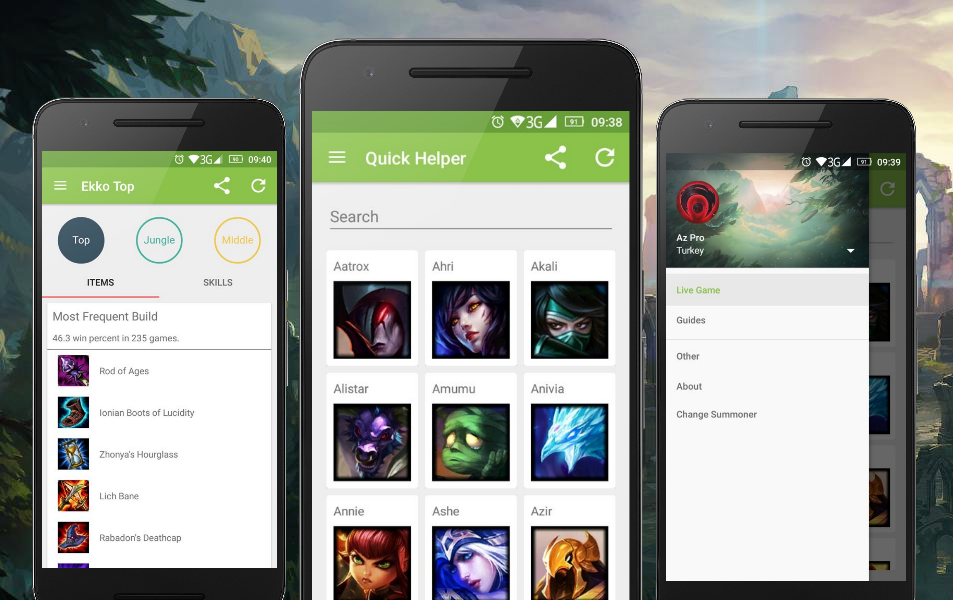 3G 90 09:40
Ekko Top
Top Jungle Middle
ITEMS SKILLS
Most Frequent Build
46.3 win percent in 235 games.
Rod of Ages
Ionian Boots of Lucidity
Zhonya's Hourglass
Lich Bane
Rabadon's Deathcap
3G 91 09:38
Quick Helper
Search
Aatrox Ahri Akali
Alistar Amumu Anivia
Annie Ashe Azir
3G 91 09:39
Az Pro
Turkey
Live Game
Guides
Other
About
Change Summoner